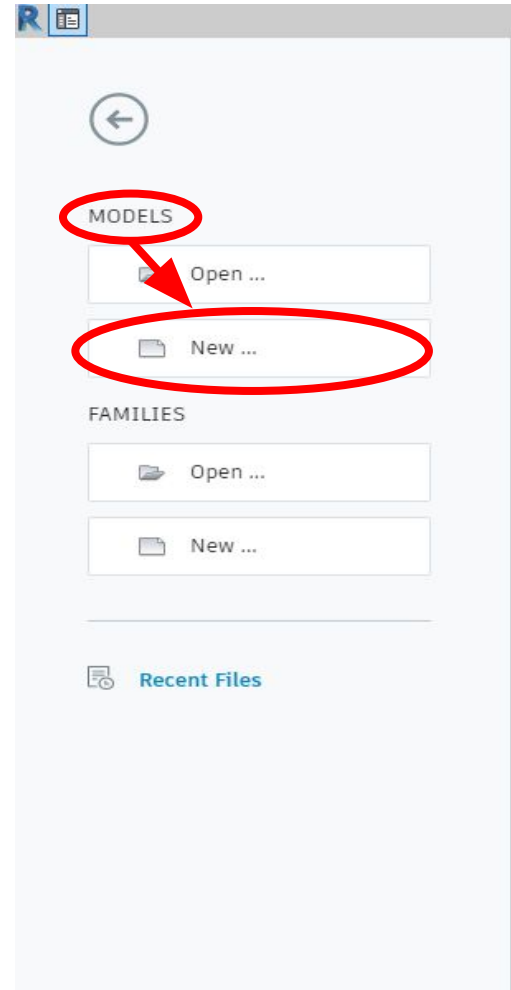 R
MODELS
Open ...
New ...
FAMILIES
Open ...
New ...
Recent Files